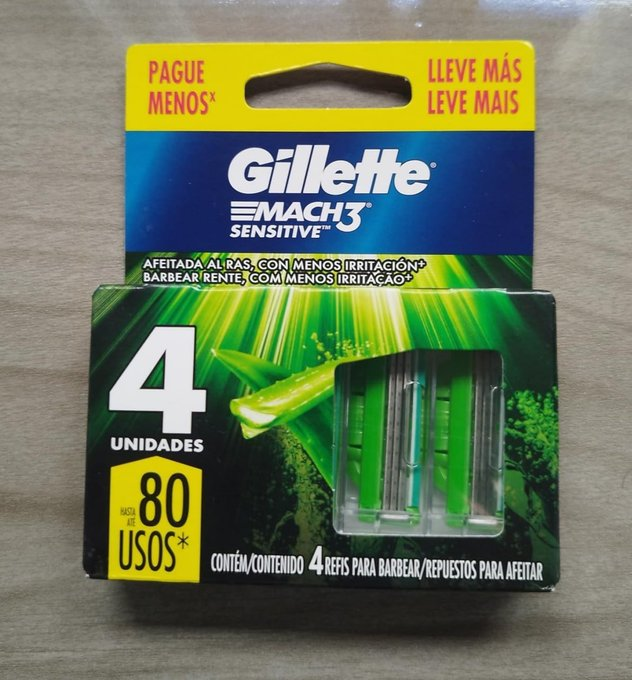 PAGUE
MENOSˣ
LLEVE MÁS
LEVE MAIS
Gillette®
MACH3®
SENSITIVE™
AFEITADA AL RAS, CON MENOS IRRITACIÓN+
BARBEAR RENTE, COM MENOS IRRITAÇÃO+
4
UNIDADES
HASTA
ATÉ
80
USOS*
CONTÉM/CONTENIDO 4 REFIS PARA BARBEAR/REPUESTOS PARA AFEITAR